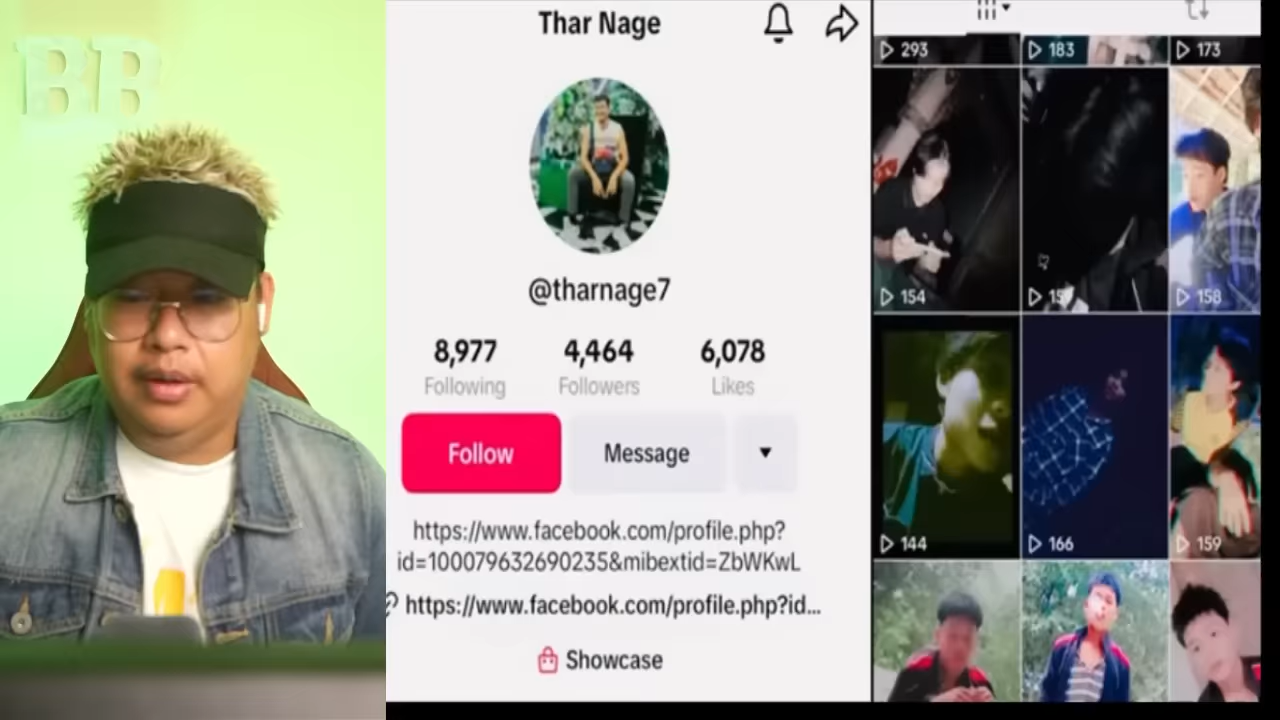 BB
Thar Nage
@tharnage7
8,977 4,464 6,078
Following Followers Likes
Follow Message
https://www.facebook.com/profile.php?
id=100079632690235&mibextid=ZbWKwL
https://www.facebook.com/profile.php?id...
Showcase
293 183 173
154 158
144 166 159